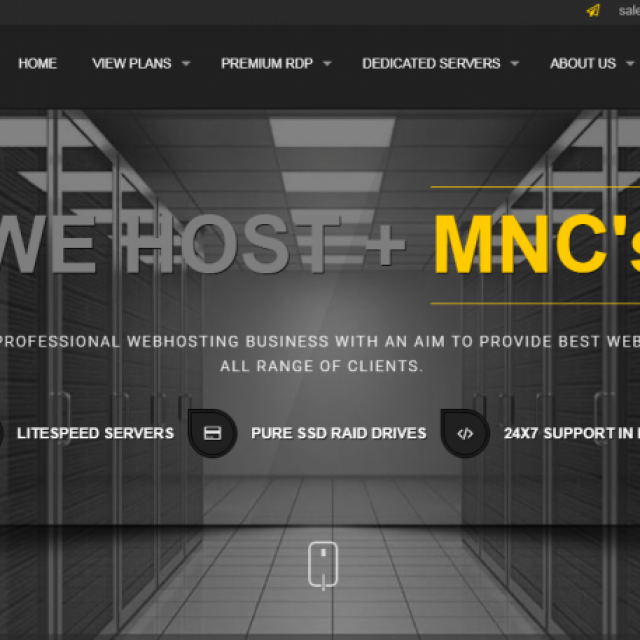 sale
HOME VIEW PLANS PREMIUM RDP DEDICATED SERVERS ABOUT US
WE HOST + MNC's
PROFESSIONAL WEBHOSTING BUSINESS WITH AN AIM TO PROVIDE BEST WEB
ALL RANGE OF CLIENTS.
LITESPEED SERVERS PURE SSD RAID DRIVES 24X7 SUPPORT IN